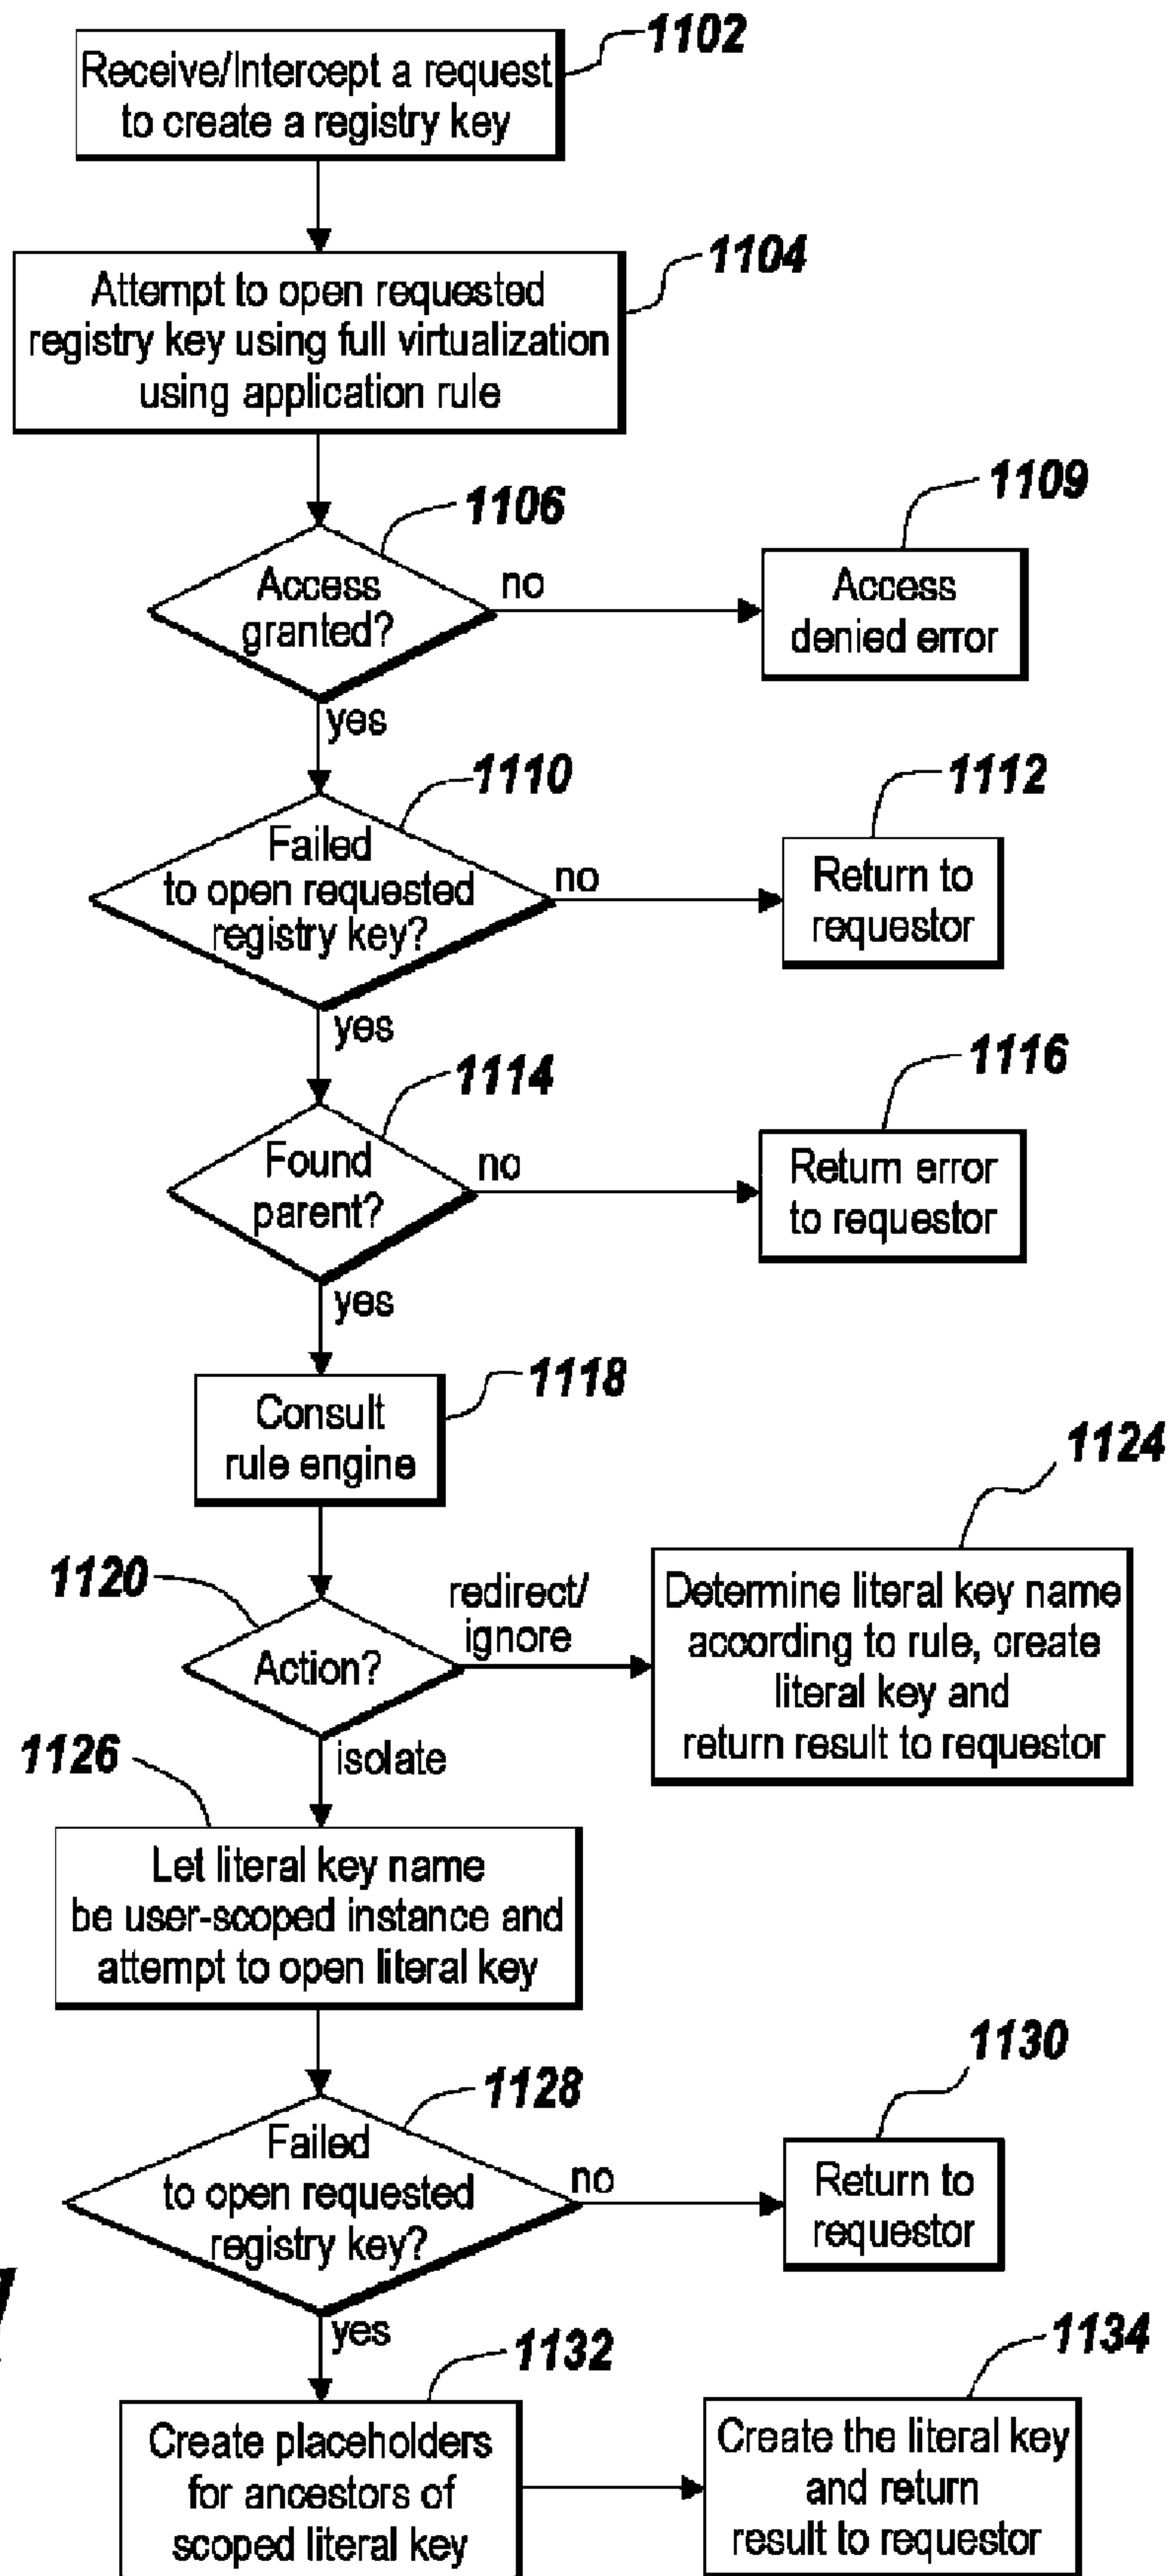 1102
Receive/Intercept a request
to create a registry key
1104
Attempt to open requested
registry key using full virtualization
using application rule
1106
Access
granted?
no
1109
Access
denied error
yes
1110
Failed
to open requested
registry key?
no
1112
Return to
requestor
yes
1114
Found
parent?
no
1116
Return error
to requestor
yes
1118
Consult
rule engine
1120
Action?
redirect/
ignore
1124
Determine literal key name
according to rule, create
literal key and
return result to requestor
isolate
1126
Let literal key name
be user-scoped instance and
attempt to open literal key
1128
Failed
to open requested
registry key?
no
1130
Return to
requestor
yes
1132
Create placeholders
for ancestors of
scoped literal key
1134
Create the literal key
and return
result to requestor